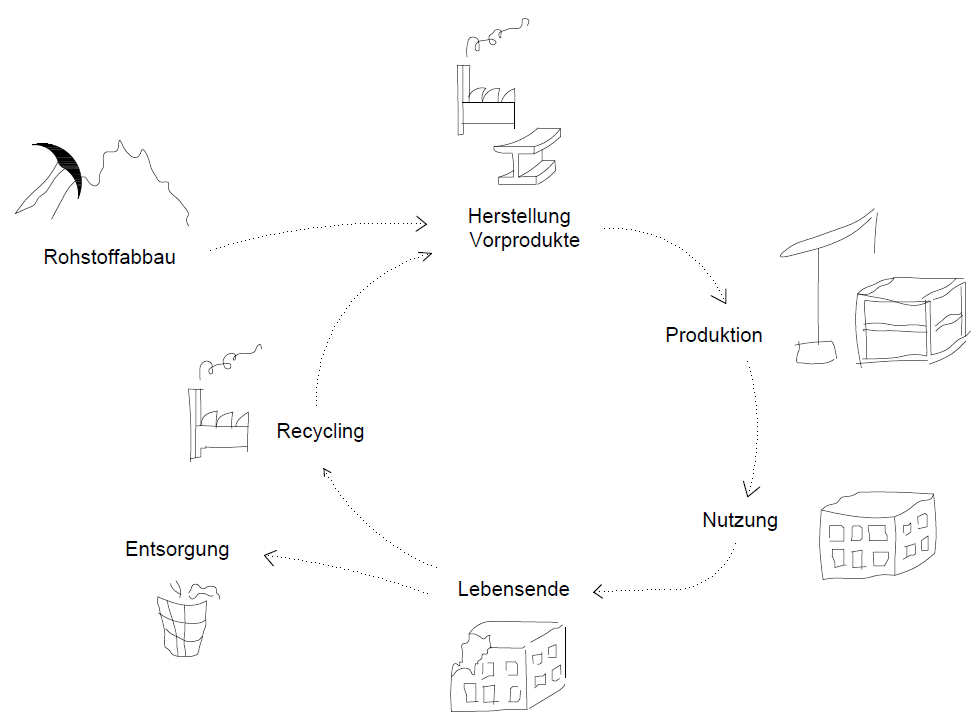 Herstellung
Vorprodukte
Rohstoffabbau
Produktion
Recycling
Nutzung
Entsorgung
Lebensende